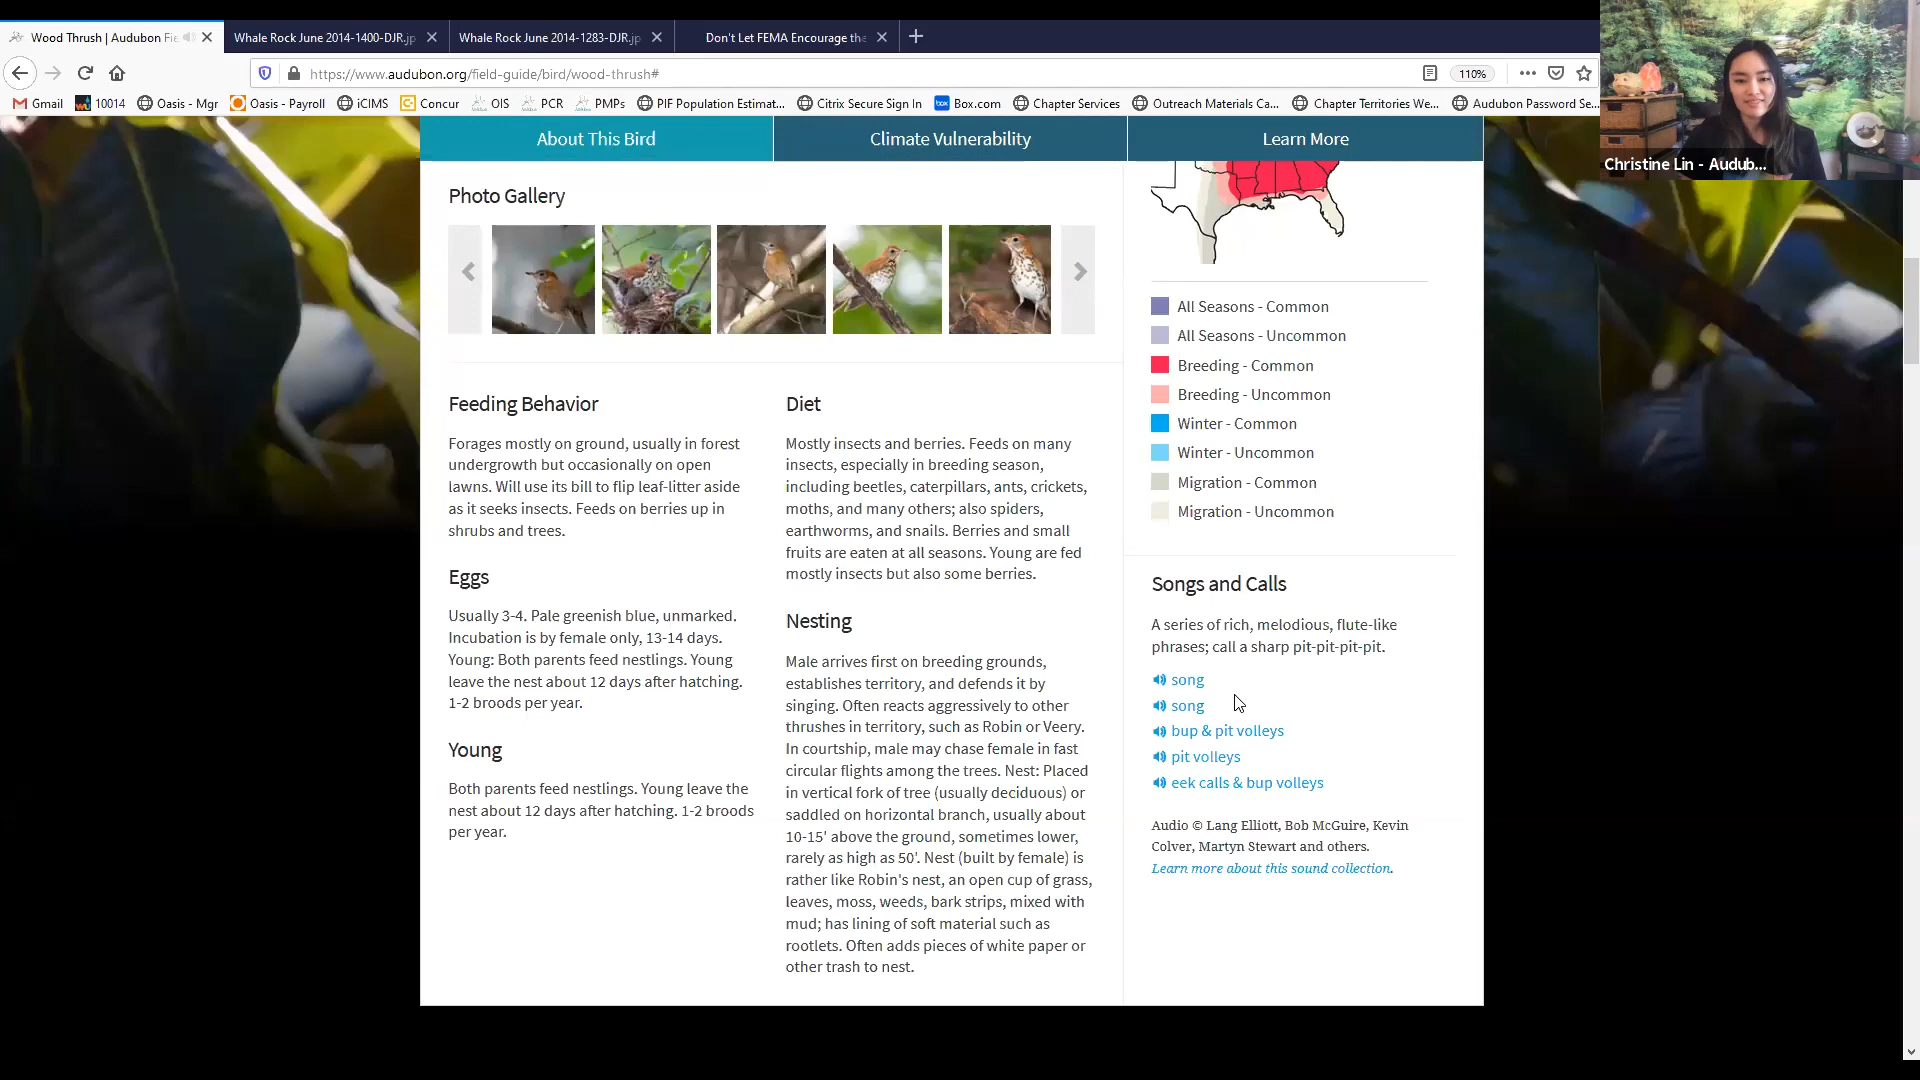 Wood Thrush | Audubon Fie
Whale Rock June 2014-1400-DJR.jp
Whale Rock June 2014-1283-DJR.jp
Don't Let FEMA Encourage the
https://www.audubon.org/field-guide/bird/wood-thrush#
110%
Gmail
10014
Oasis - Mgr
Oasis - Payroll
iCIMS
Concur
OIS
PCR
PMPs
PIF Population Estimat...
Citrix Secure Sign In
Box.com
Chapter Services
Outreach Materials Ca...
Chapter Territories We...
Audubon Password Se...
Christine Lin - Audub...
About This Bird
Climate Vulnerability
Learn More
Photo Gallery
Feeding Behavior
Forages mostly on ground, usually in forest
undergrowth but occasionally on open
lawns. Will use its bill to flip leaf-litter aside
as it seeks insects. Feeds on berries up in
shrubs and trees.
Eggs
Usually 3-4. Pale greenish blue, unmarked.
Incubation is by female only, 13-14 days.
Young: Both parents feed nestlings. Young
leave the nest about 12 days after hatching.
1-2 broods per year.
Young
Both parents feed nestlings. Young leave the
nest about 12 days after hatching. 1-2 broods
per year.
Diet
Mostly insects and berries. Feeds on many
insects, especially in breeding season,
including beetles, caterpillars, ants, crickets,
moths, and many others; also spiders,
earthworms, and snails. Berries and small
fruits are eaten at all seasons. Young are fed
mostly insects but also some berries.
Nesting
Male arrives first on breeding grounds,
establishes territory, and defends it by
singing. Often reacts aggressively to other
thrushes in territory, such as Robin or Veery.
In courtship, male may chase female in fast
circular flights among the trees. Nest: Placed
in vertical fork of tree (usually deciduous) or
saddled on horizontal branch, usually about
10-15' above the ground, sometimes lower,
rarely as high as 50'. Nest (built by female) is
rather like Robin's nest, an open cup of grass,
leaves, moss, weeds, bark strips, mixed with
mud; has lining of soft material such as
rootlets. Often adds pieces of white paper or
other trash to nest.
All Seasons - Common
All Seasons - Uncommon
Breeding - Common
Breeding - Uncommon
Winter - Common
Winter - Uncommon
Migration - Common
Migration - Uncommon
Songs and Calls
A series of rich, melodious, flute-like
phrases; call a sharp pit-pit-pit-pit.
song
song
bup & pit volleys
pit volleys
eek calls & bup volleys
Audio © Lang Elliott, Bob McGuire, Kevin
Colver, Martyn Stewart and others.
Learn more about this sound collection.